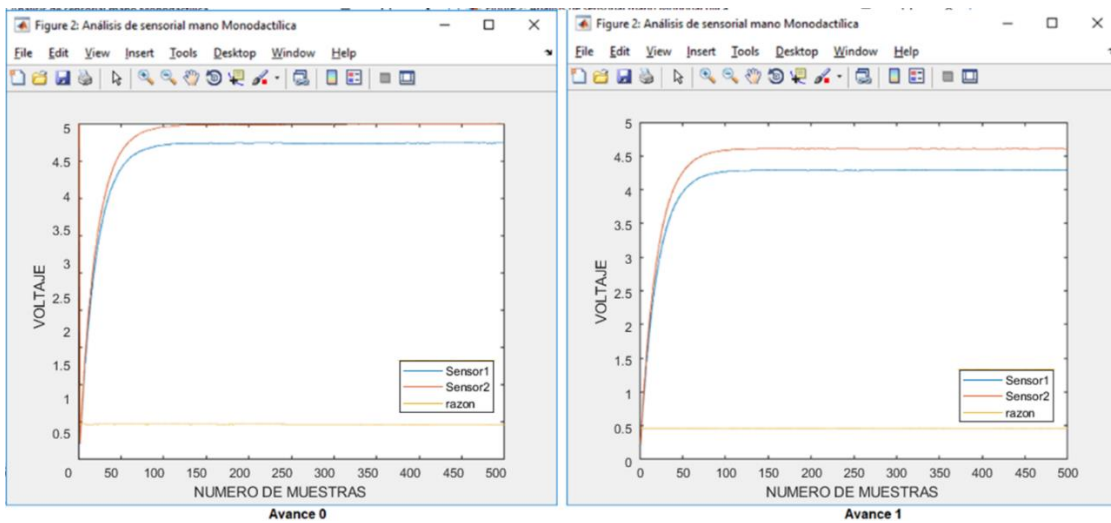 Figure 2: Análisis de sensorial mano Monodactílica
File Edit View Insert Tools Desktop Window Help
5
4.5
4
3.5
3
2.5
2
1.5
1
0.5
0 50 100 150 200 250 300 350 400 450 500
VOLTAJE
NUMERO DE MUESTRAS
Sensor1
Sensor2
razon
Avance 0
Figure 2: Análisis de sensorial mano Monodactílica
File Edit View Insert Tools Desktop Window Help
5
4.5
4
3.5
3
2.5
2
1.5
1
0.5
0
0 50 100 150 200 250 300 350 400 450 500
VOLTAJE
NUMERO DE MUESTRAS
Sensor1
Sensor2
razon
Avance 1